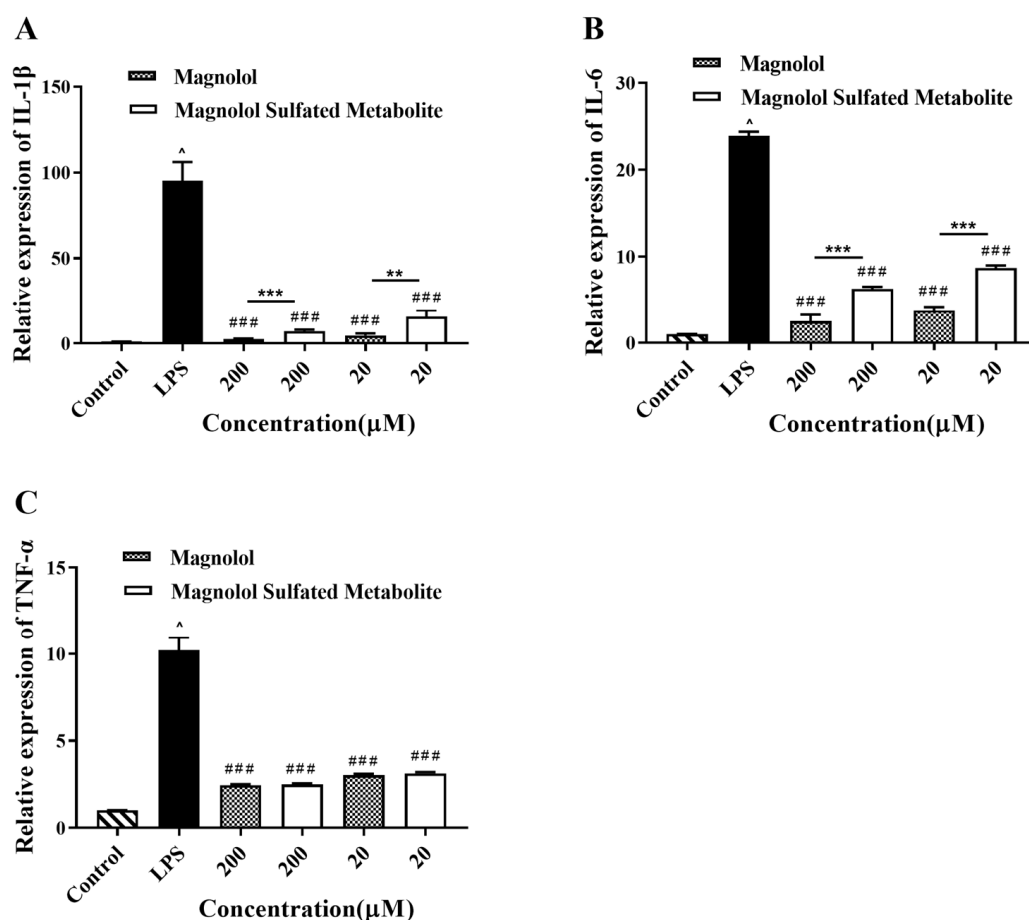 A
Magnolol
Magnolol Sulfated Metabolite
Relative expression of IL-1β
150
100
50
0
^
###
***
###
###
**
###
Control
LPS
200
200
20
20
Concentration(μM)
B
Magnolol
Magnolol Sulfated Metabolite
Relative expression of IL-6
30
20
10
0
^
###
***
###
###
***
###
Control
LPS
200
200
20
20
Concentration(μM)
C
Magnolol
Magnolol Sulfated Metabolite
Relative expression of TNF-α
15
10
5
0
^
###
###
###
###
Control
LPS
200
200
20
20
Concentration(μM)